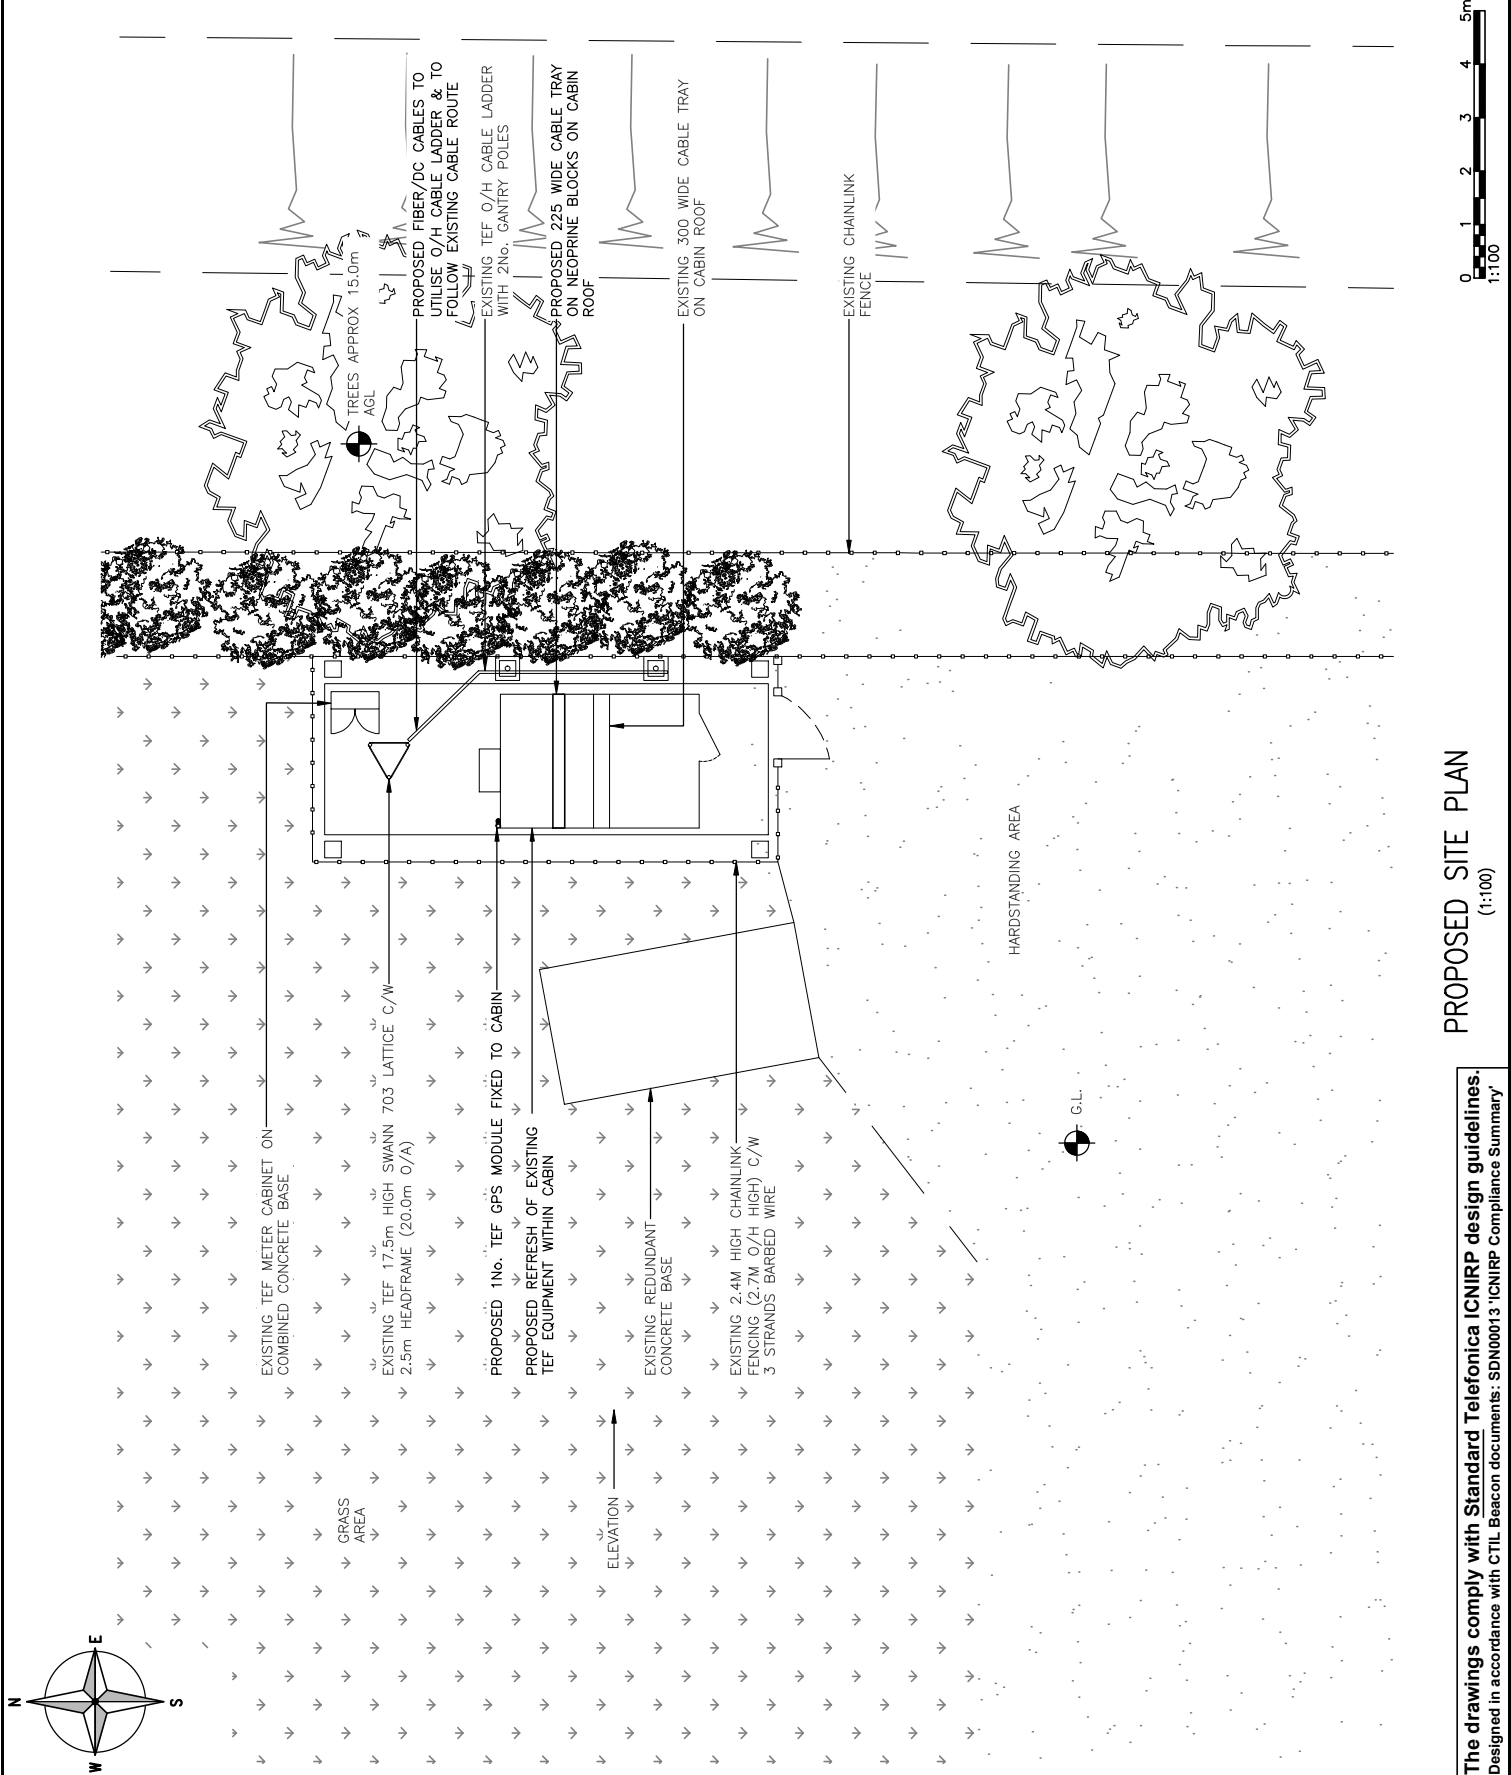 N
E
S
W
TREES APPROX 15.0m
AGL
PROPOSED FIBER/DC CABLES TO
UTILISE O/H CABLE LADDER & TO
FOLLOW EXISTING CABLE ROUTE
EXISTING TEF O/H CABLE LADDER
WITH 2No. GANTRY POLES
PROPOSED 225 WIDE CABLE TRAY
ON NEOPRINE BLOCKS ON CABIN
ROOF
EXISTING 300 WIDE CABLE TRAY
ON CABIN ROOF
EXISTING CHAINLINK
FENCE
EXISTING TEF METER CABINET ON
COMBINED CONCRETE BASE
EXISTING TEF 17.5m HIGH SWANN 703 LATTICE C/W
2.5m HEADFRAME (20.0m O/A)
PROPOSED 1No. TEF GPS MODULE FIXED TO CABIN
PROPOSED REFRESH OF EXISTING
TEF EQUIPMENT WITHIN CABIN
EXISTING REDUNDANT
CONCRETE BASE
EXISTING 2.4M HIGH CHAINLINK
FENCING (2.7M O/H HIGH) C/W
3 STRANDS BARBED WIRE
GRASS
AREA
ELEVATION
HARDSTANDING AREA
G.L.
PROPOSED SITE PLAN
(1:100)
0 1 2 3 4 5m
1:100
The drawings comply with Standard Telefonica ICNIRP design guidelines.
Designed in accordance with CTIL Beacon documents: SDN00013 'ICNIRP Compliance Summary'